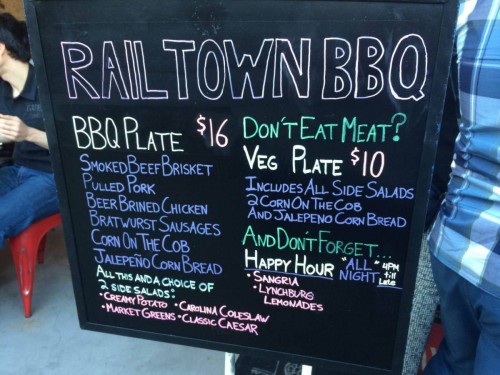 RAILTOWN BBQ
BBQ PLATE $16
SMOKED BEEF BRISKET
PULLED PORK
BEER BRINED CHICKEN
BRATWURST SAUSAGES
CORN ON THE COB
JALEPEÑO CORN BREAD
ALL THIS AND A CHOICE OF
2 SIDE SALADS:
• CREAMY POTATO • CAROLINA COLESLAW
• MARKET GREENS • CLASSIC CAESAR
DON'T EAT MEAT?
VEG PLATE $10
INCLUDES ALL SIDE SALADS
2 CORN ON THE COB
AND JALEPEÑO CORN BREAD
AND DON'T FORGET...
HAPPY HOUR "ALL NIGHT" 4PM till Late
• SANGRIA
• LYNCHBURG
LEMONADES